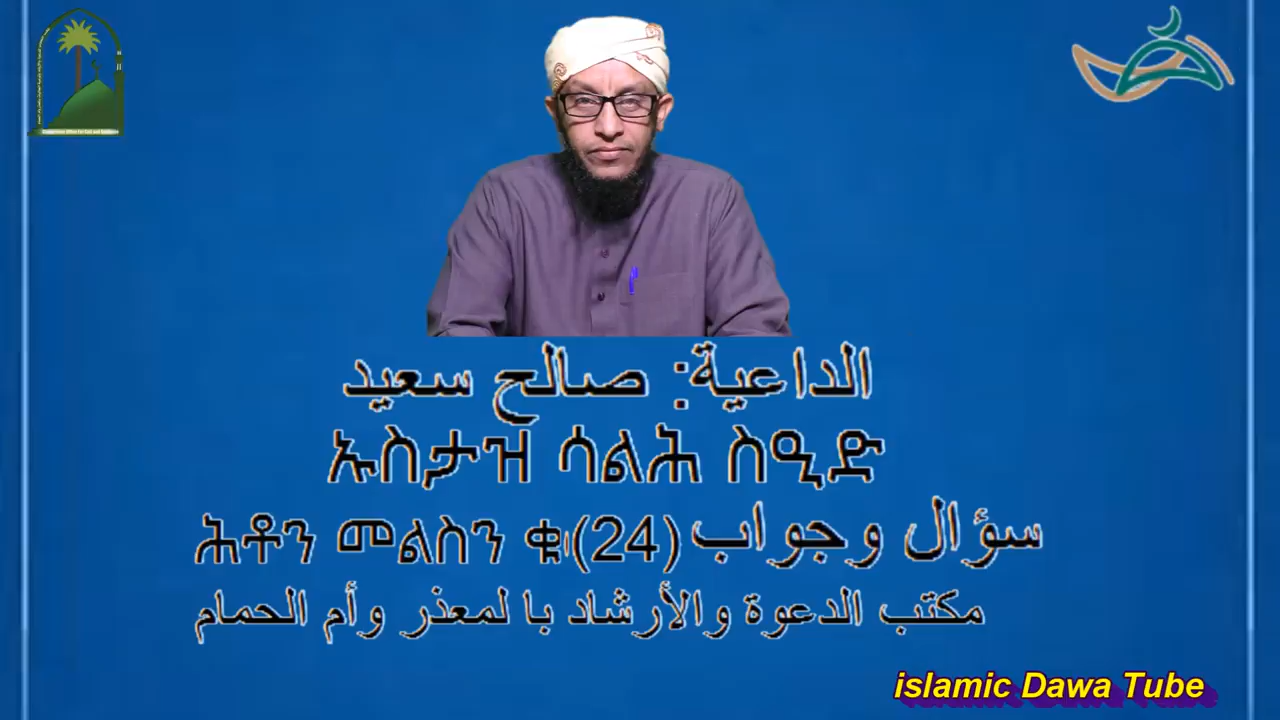 الداعية: صالح سعيد
ኡስታዝ ሳልሕ ስዒድ
ሕቶን መልስን ቁ(24) سؤال وجواب
مكتب الدعوة والأرشاد با لمعذر وأم الحمام
islamic Dawa Tube